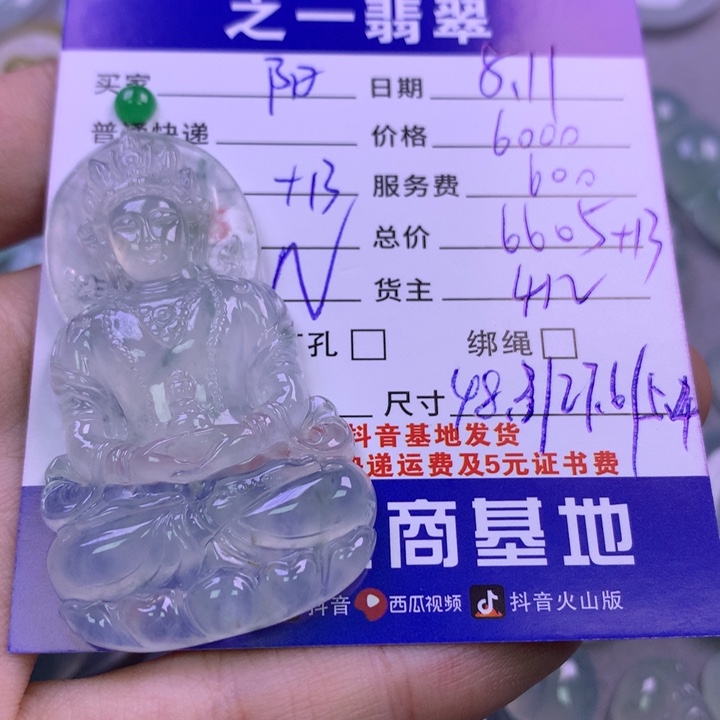 之一翡翠
买家 阳 日期 8.11
普通快递 价格 6000
+13 服务费 600
总价 6605+13
N 货主 412
孔 □ 绑绳 □
尺寸 48.3/27.6/5.4
抖音基地发货
递运费及5元证书费
商基地
抖音 西瓜视频 抖音火山版